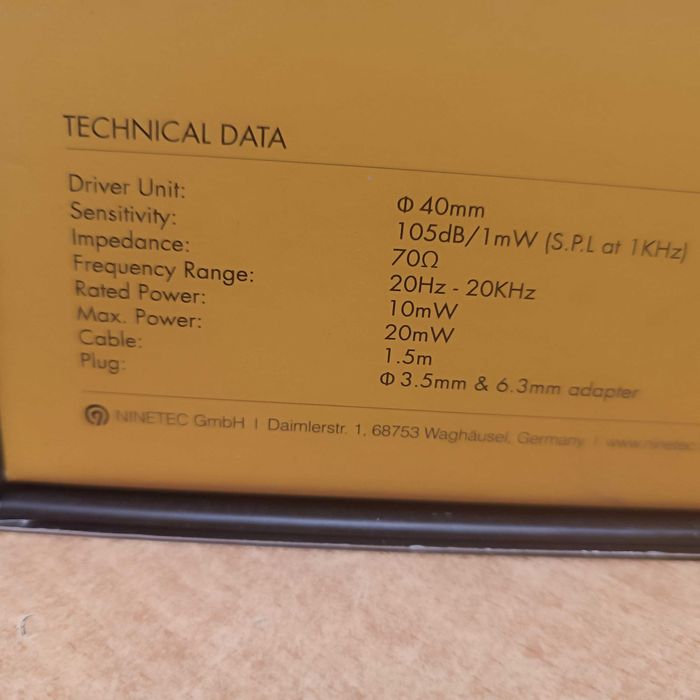 TECHNICAL DATA
Driver Unit: Φ 40mm
Sensitivity: 105dB/1mW (S.P.L at 1KHz)
Impedance: 70Ω
Frequency Range: 20Hz - 20KHz
Rated Power: 10mW
Max. Power: 20mW
Cable: 1.5m
Plug: Φ 3.5mm & 6.3mm adapter
NINETEC GmbH | Daimlerstr. 1, 68753 Waghäusel, Germany | www.ninetec